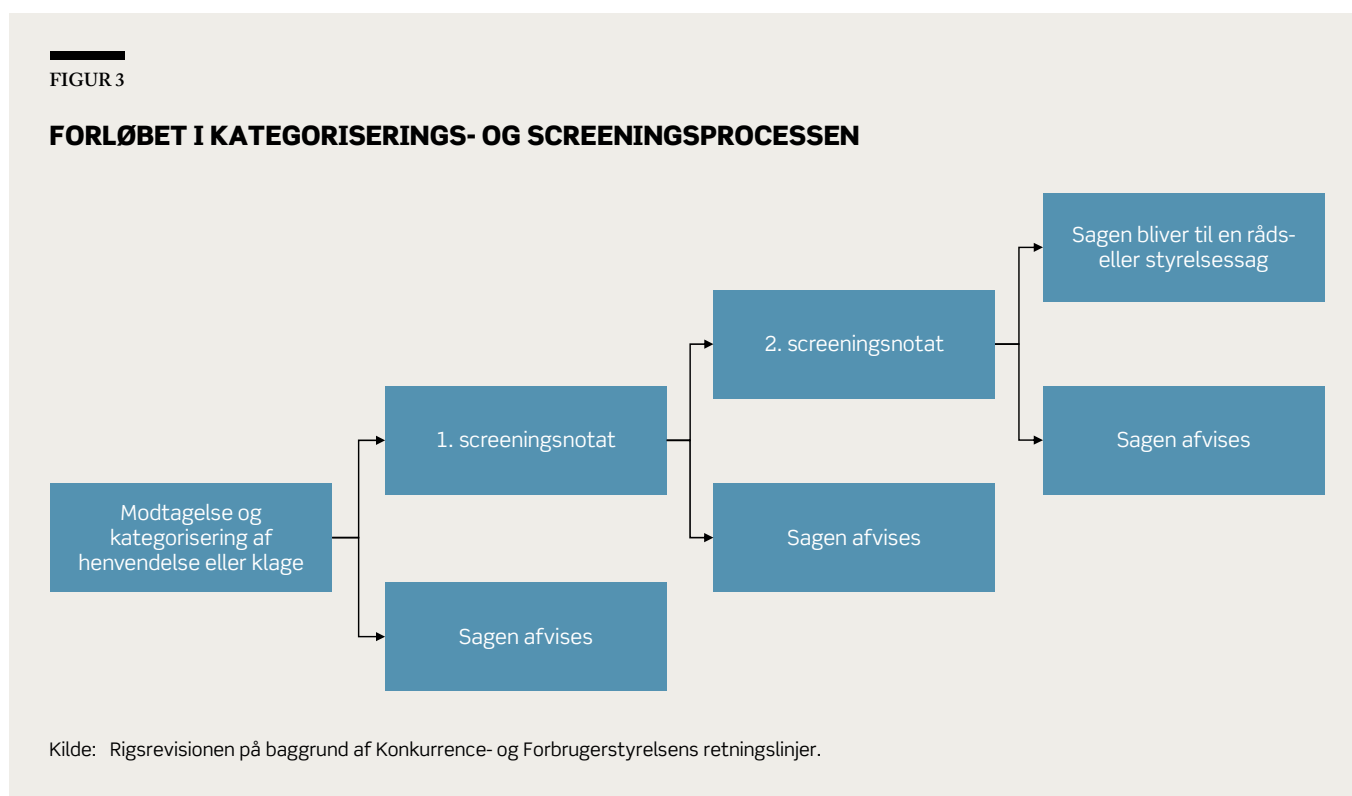 FIGUR 3
FORLØBET I KATEGORISERINGS- OG SCREENINGSPROCESSEN
Modtagelse og
kategorisering af
henvendelse eller klage
1. screeningsnotat
Sagen afvises
2. screeningsnotat
Sagen afvises
Sagen bliver til en råds-
eller styrelsessag
Sagen afvises
Kilde: Rigsrevisionen på baggrund af Konkurrence- og Forbrugerstyrelsens retningslinjer.